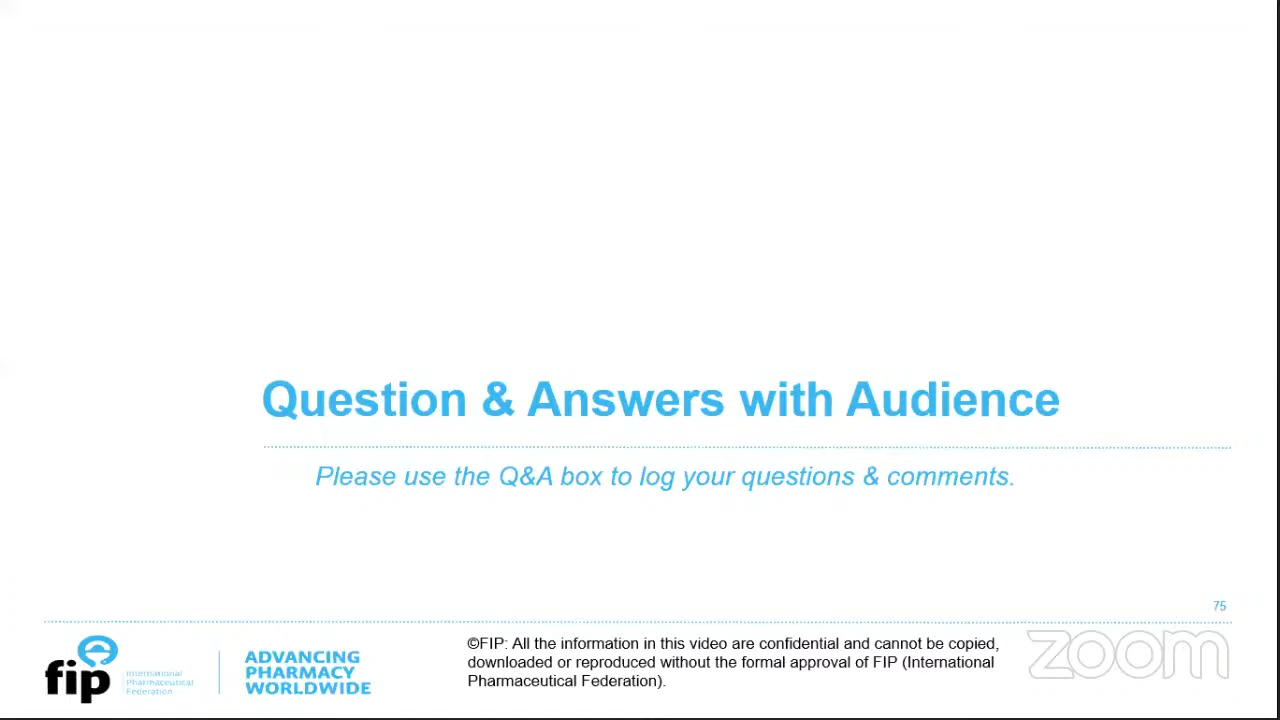 Question & Answers with Audience
Please use the Q&A box to log your questions & comments.
75
fip
International
Pharmaceutical
Federation
ADVANCING
PHARMACY
WORLDWIDE
©FIP: All the information in this video are confidential and cannot be copied,
downloaded or reproduced without the formal approval of FIP (International
Pharmaceutical Federation).
zoom